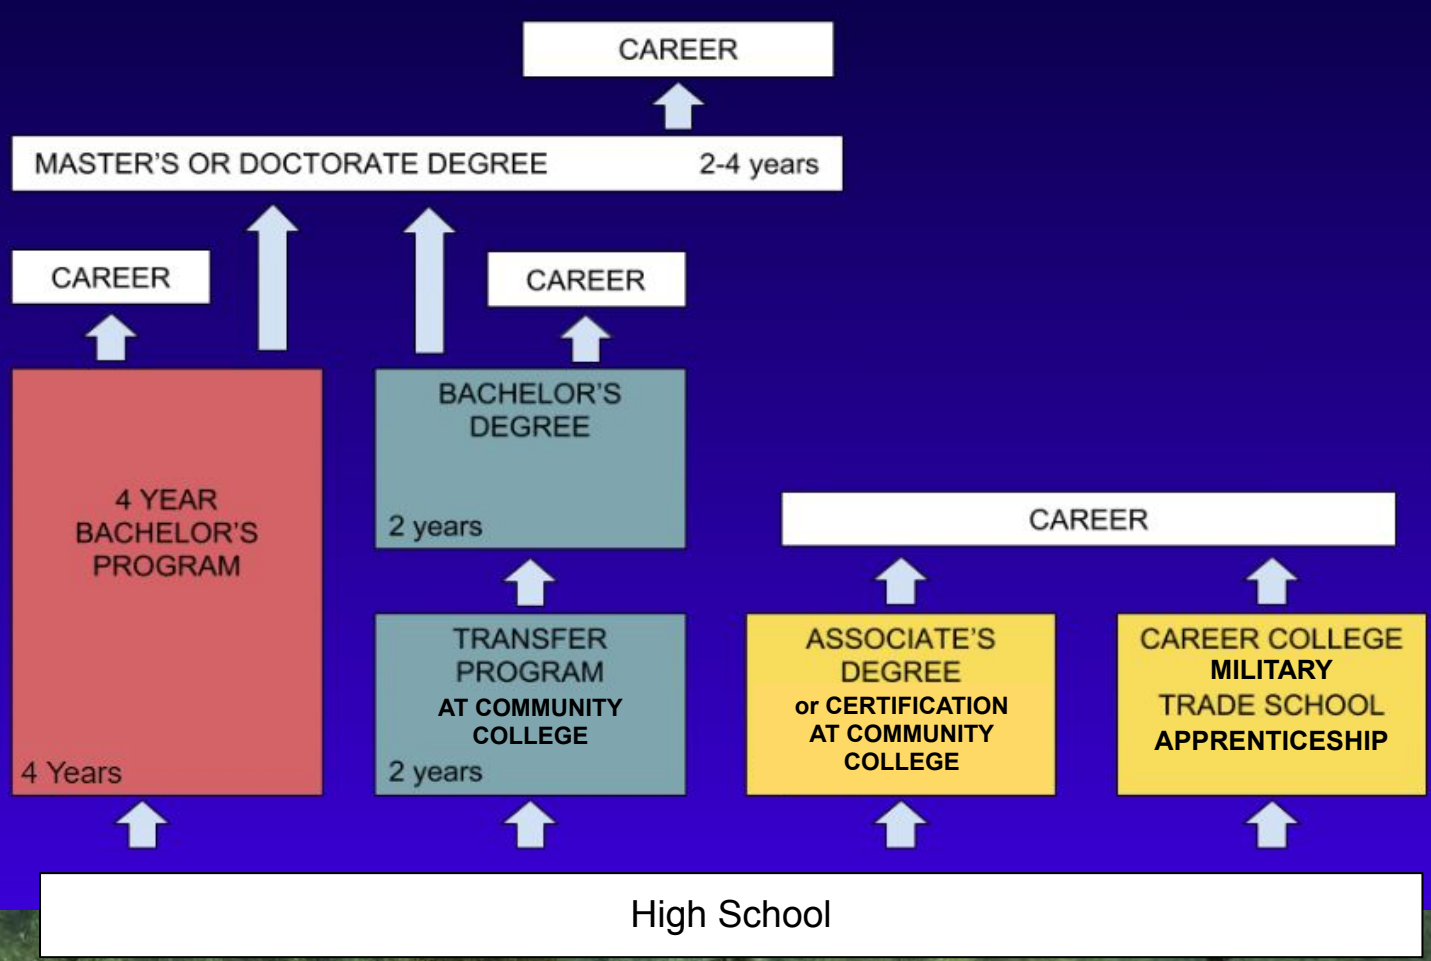 CAREER
MASTER'S OR DOCTORATE DEGREE 2-4 years
CAREER
CAREER
4 YEAR
BACHELOR'S
PROGRAM
4 Years
BACHELOR'S
DEGREE
2 years
TRANSFER
PROGRAM
AT COMMUNITY
COLLEGE
2 years
CAREER
ASSOCIATE'S
DEGREE
or CERTIFICATION
AT COMMUNITY
COLLEGE
CAREER COLLEGE
MILITARY
TRADE SCHOOL
APPRENTICESHIP
High School